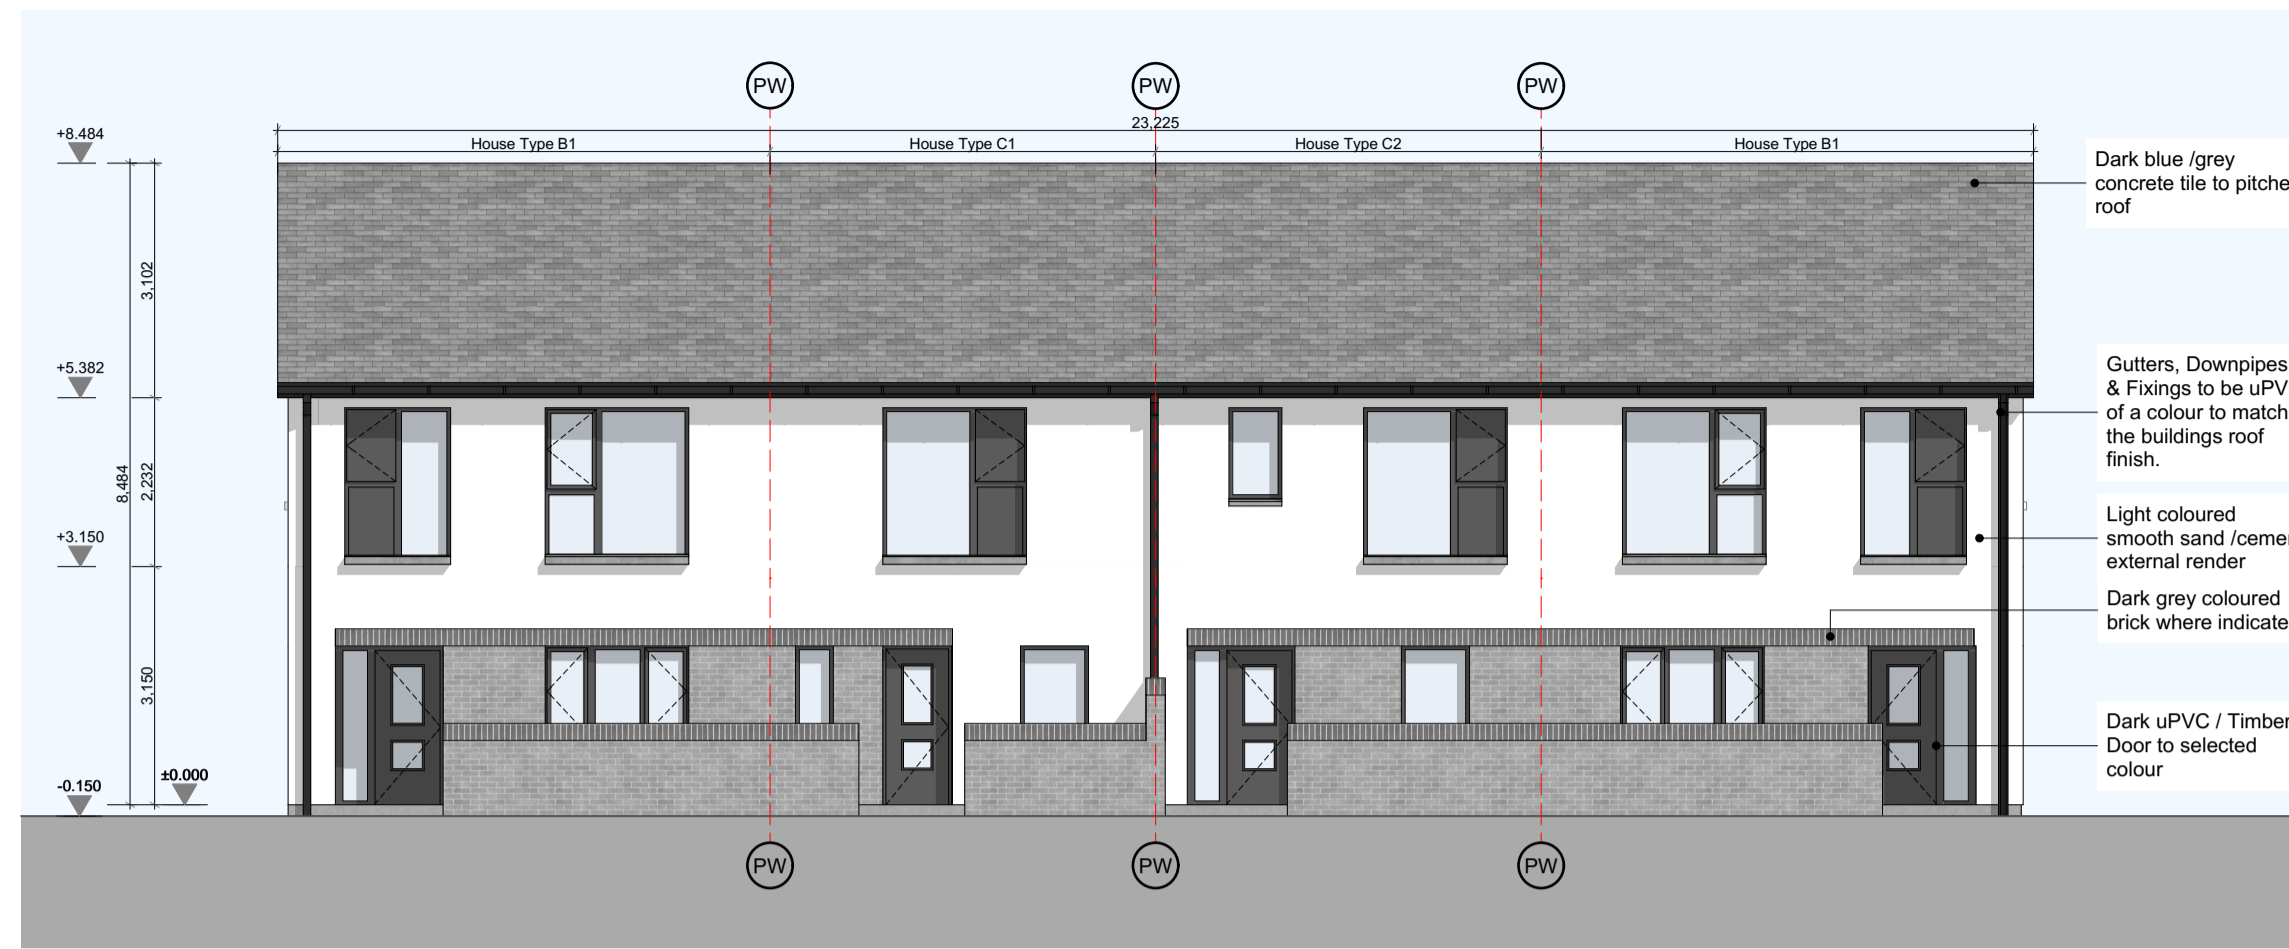 PW PW PW
23,225
House Type B1 House Type C1 House Type C2 House Type B1
+8.484
+5.382
+3.150
-0.150
±0.000
8,484
3,102
2,232
3,150
Dark blue /grey
concrete tile to pitche
roof
Gutters, Downpipes
& Fixings to be uPV
of a colour to match
the buildings roof
finish.
Light coloured
smooth sand /cemer
external render
Dark grey coloured
brick where indicate
Dark uPVC / Timber
Door to selected
colour
PW PW PW